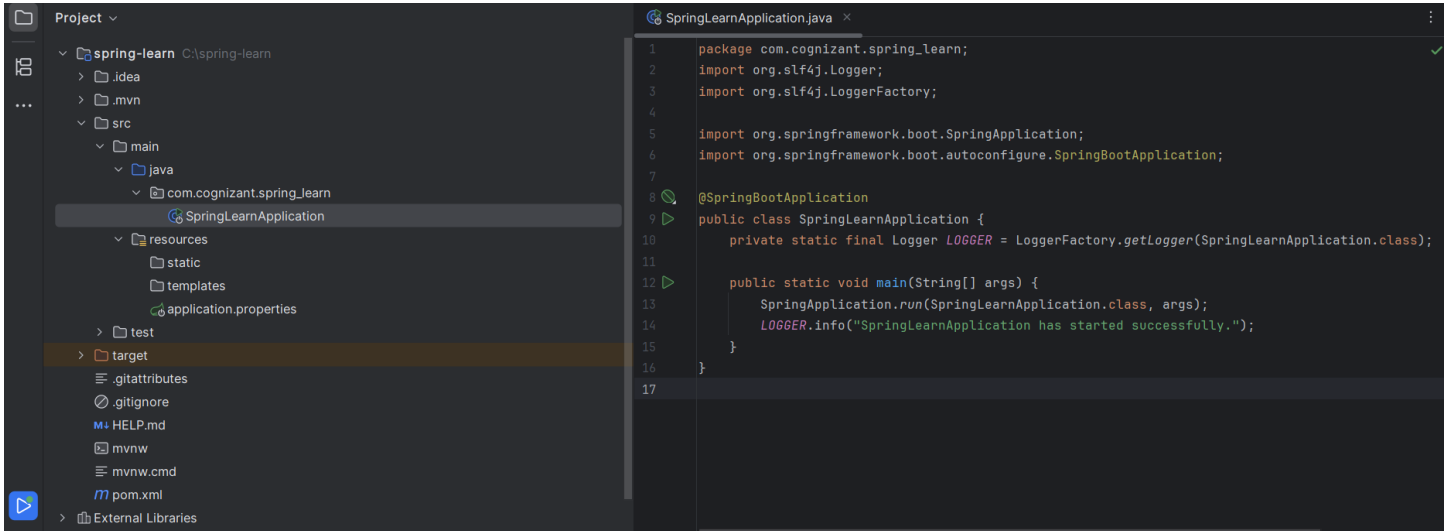 Project
spring-learn C:\spring-learn
.idea
.mvn
src
main
java
com.cognizant.spring_learn
SpringLearnApplication
resources
static
templates
application.properties
test
target
.gitattributes
.gitignore
M↓ HELP.md
mvnw
mvnw.cmd
m pom.xml
External Libraries
SpringLearnApplication.java
1 package com.cognizant.spring_learn;
2 import org.slf4j.Logger;
3 import org.slf4j.LoggerFactory;
4
5 import org.springframework.boot.SpringApplication;
6 import org.springframework.boot.autoconfigure.SpringBootApplication;
7
8 @SpringBootApplication
9 public class SpringLearnApplication {
10 private static final Logger LOGGER = LoggerFactory.getLogger(SpringLearnApplication.class);
11
12 public static void main(String[] args) {
13 SpringApplication.run(SpringLearnApplication.class, args);
14 LOGGER.info("SpringLearnApplication has started successfully.");
15 }
16 }
17